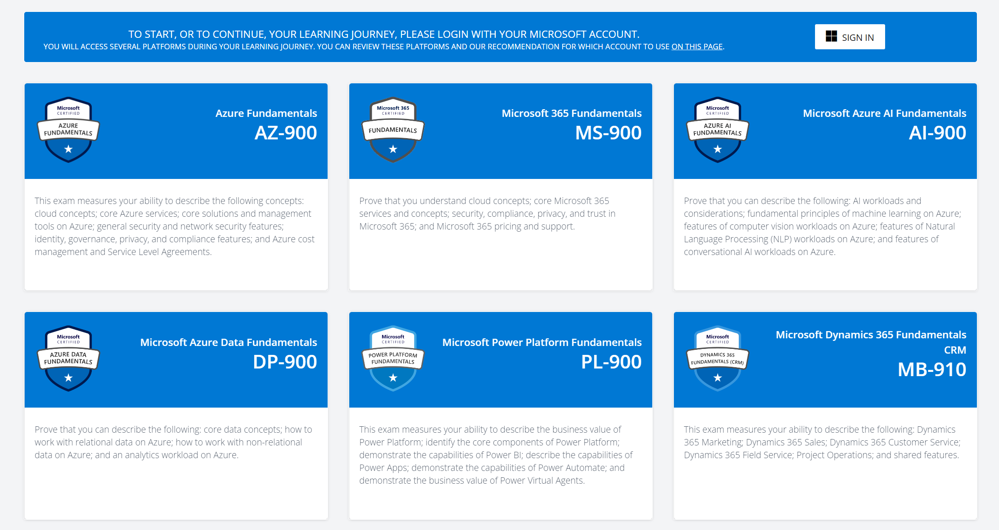 TO START, OR TO CONTINUE, YOUR LEARNING JOURNEY, PLEASE LOGIN WITH YOUR MICROSOFT ACCOUNT.
YOU WILL ACCESS SEVERAL PLATFORMS DURING YOUR LEARNING JOURNEY. YOU CAN REVIEW THESE PLATFORMS AND OUR RECOMMENDATION FOR WHICH ACCOUNT TO USE ON THIS PAGE.
SIGN IN
Microsoft
CERTIFIED
AZURE
FUNDAMENTALS
Azure Fundamentals
AZ-900
This exam measures your ability to describe the following concepts:
cloud concepts; core Azure services; core solutions and management
tools on Azure; general security and network security features;
identity, governance, privacy, and compliance features; and Azure cost
management and Service Level Agreements.
Microsoft 365
CERTIFIED
FUNDAMENTALS
Microsoft 365 Fundamentals
MS-900
Prove that you understand cloud concepts; core Microsoft 365
services and concepts; security, compliance, privacy, and trust in
Microsoft 365; and Microsoft 365 pricing and support.
Microsoft
CERTIFIED
AZURE AI
FUNDAMENTALS
Microsoft Azure AI Fundamentals
AI-900
Prove that you can describe the following: AI workloads and
considerations; fundamental principles of machine learning on Azure;
features of computer vision workloads on Azure; features of Natural
Language Processing (NLP) workloads on Azure; and features of
conversational AI workloads on Azure.
Microsoft
CERTIFIED
AZURE DATA
FUNDAMENTALS
Microsoft Azure Data Fundamentals
DP-900
Prove that you can describe the following: core data concepts; how to
work with relational data on Azure; how to work with non-relational
data on Azure; and an analytics workload on Azure.
Microsoft
CERTIFIED
POWER PLATFORM
FUNDAMENTALS
Microsoft Power Platform Fundamentals
PL-900
This exam measures your ability to describe the business value of
Power Platform; identify the core components of Power Platform;
demonstrate the capabilities of Power BI; describe the capabilities of
Power Apps; demonstrate the capabilities of Power Automate; and
demonstrate the business value of Power Virtual Agents.
Microsoft
CERTIFIED
DYNAMICS 365
FUNDAMENTALS (CRM)
Microsoft Dynamics 365 Fundamentals
CRM
MB-910
This exam measures your ability to describe the following: Dynamics
365 Marketing; Dynamics 365 Sales; Dynamics 365 Customer Service;
Dynamics 365 Field Service; Project Operations; and shared features.